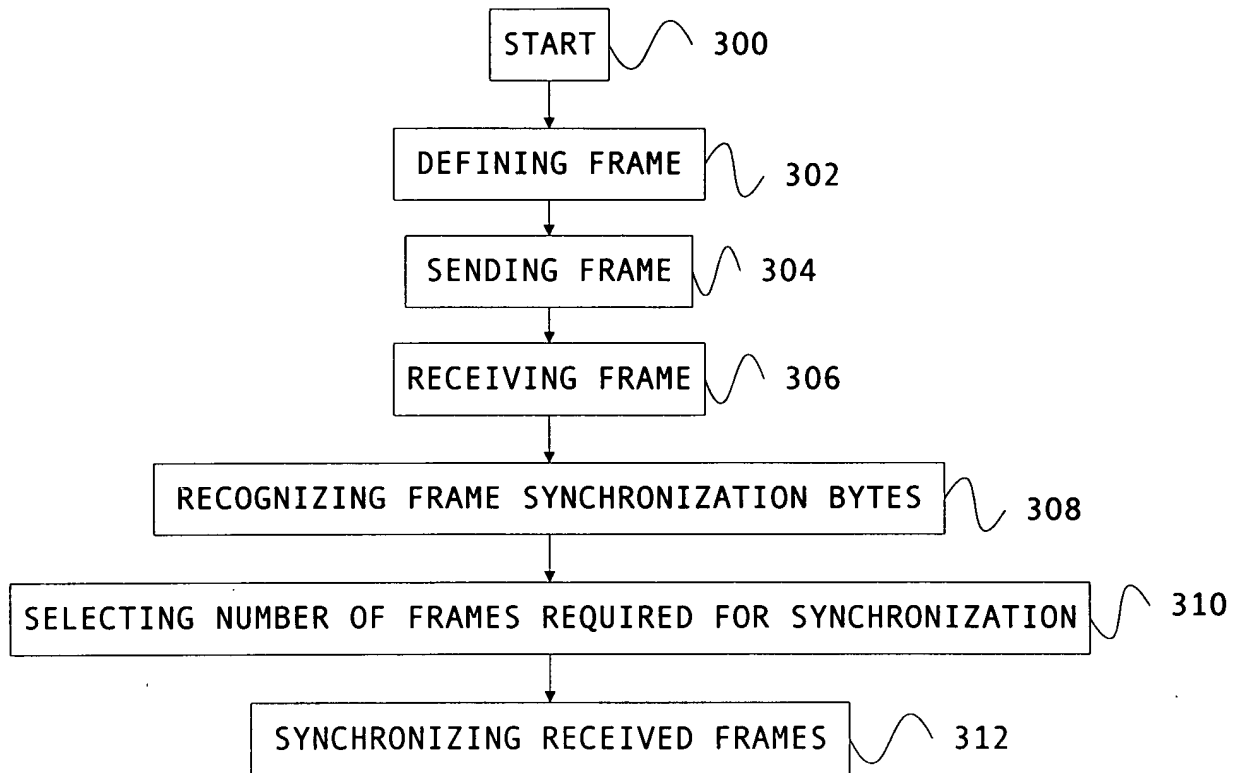 START 300
DEFINING FRAME 302
SENDING FRAME 304
RECEIVING FRAME 306
RECOGNIZING FRAME SYNCHRONIZATION BYTES 308
SELECTING NUMBER OF FRAMES REQUIRED FOR SYNCHRONIZATION 310
SYNCHRONIZING RECEIVED FRAMES 312